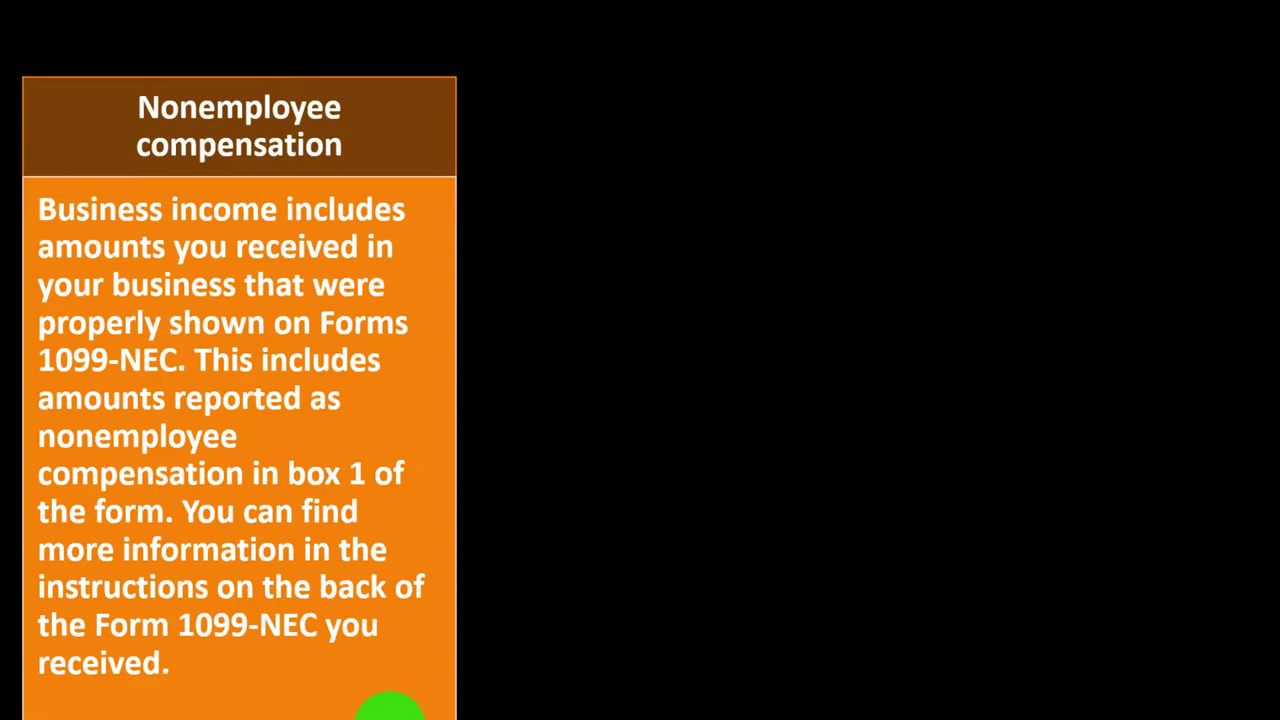 Nonemployee
compensation
Business income includes
amounts you received in
your business that were
properly shown on Forms
1099-NEC. This includes
amounts reported as
nonemployee
compensation in box 1 of
the form. You can find
more information in the
instructions on the back of
the Form 1099-NEC you
received.